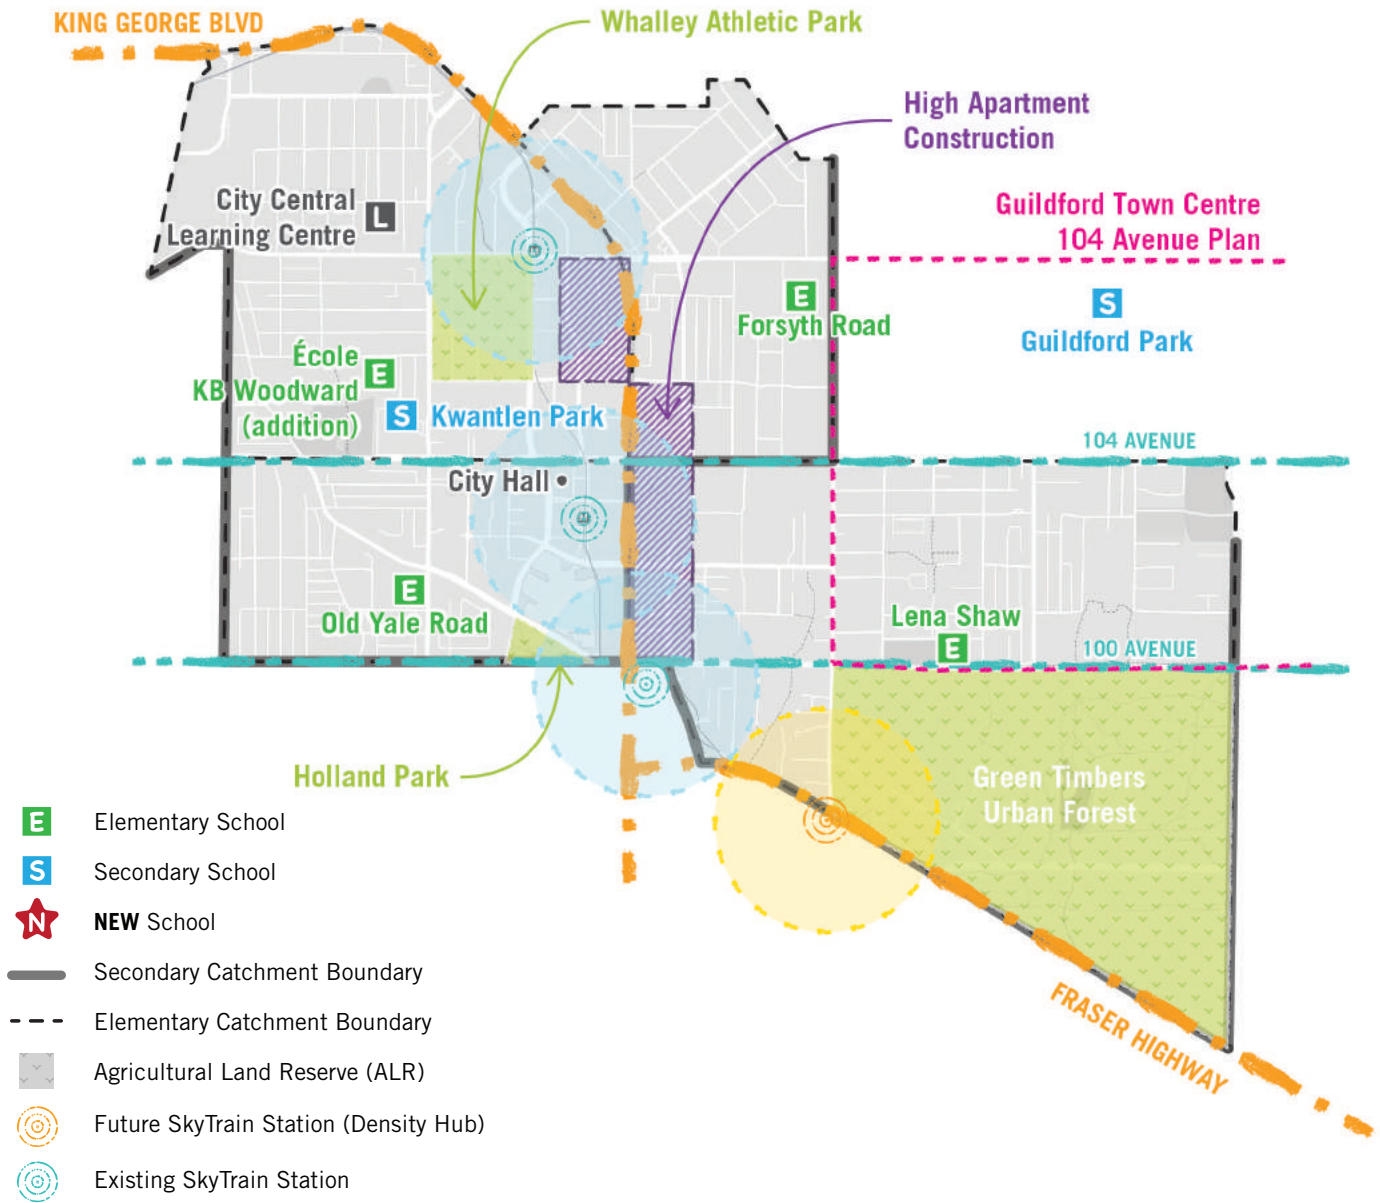 KING GEORGE BLVD
Whalley Athletic Park
High Apartment
Construction
City Central
Learning Centre
L
Guildford Town Centre
104 Avenue Plan
E
Forsyth Road
S
Guildford Park
École
KB Woodward
(addition)
E
S
Kwantlen Park
104 AVENUE
City Hall
E
Old Yale Road
Lena Shaw
E
100 AVENUE
Holland Park
Green Timbers
Urban Forest
FRASER HIGHWAY
E
Elementary School
S
Secondary School
N
NEW School
Secondary Catchment Boundary
Elementary Catchment Boundary
Agricultural Land Reserve (ALR)
Future SkyTrain Station (Density Hub)
Existing SkyTrain Station